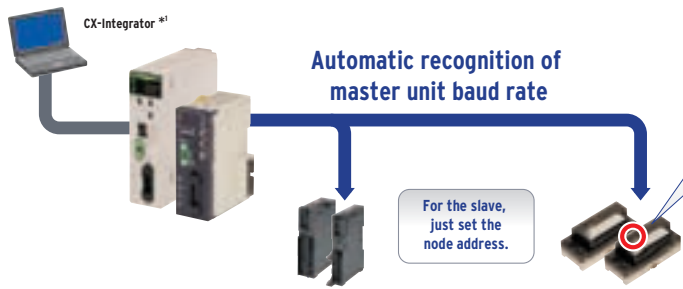 CX-Integrator *¹
Automatic recognition of
master unit baud rate
For the slave,
just set the
node address.